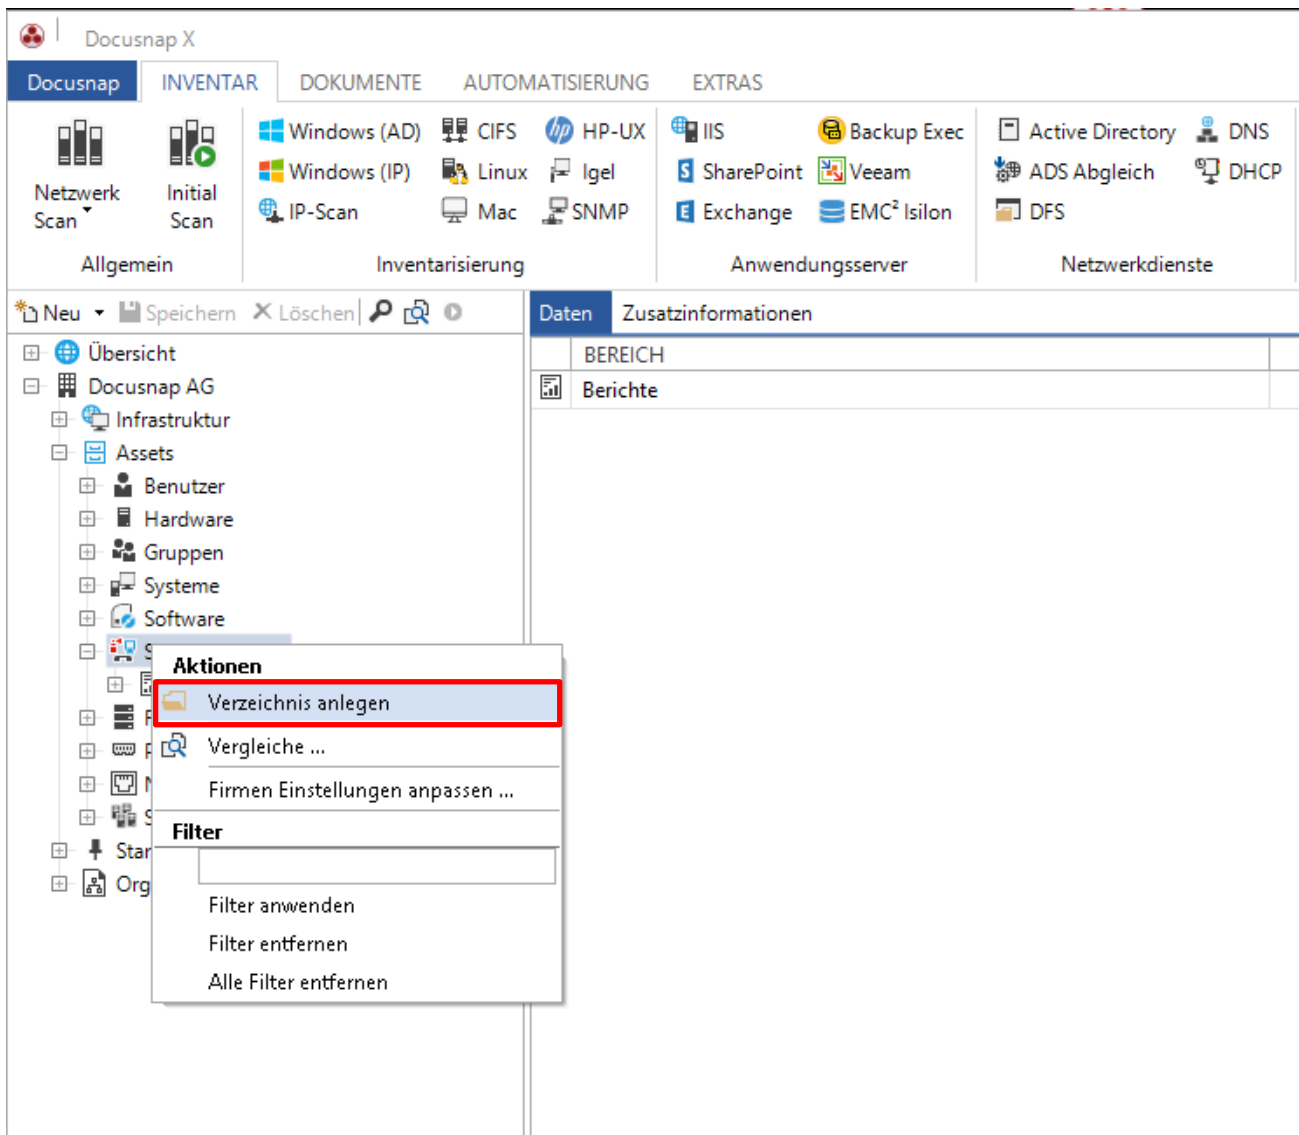 Docusnap X
Docusnap INVENTAR DOKUMENTE AUTOMATISIERUNG EXTRAS
Netzwerk Scan
Initial Scan
Allgemein
Windows (AD) CIFS HP-UX
Windows (IP) Linux Igel
IP-Scan Mac SNMP
Inventarisierung
IIS Backup Exec
SharePoint Veeam
Exchange EMC² Isilon
Anwendungsserver
Active Directory DNS
ADS Abgleich DHCP
DFS
Netzwerkdienste
Neu Speichern Löschen
Übersicht
Docusnap AG
Infrastruktur
Assets
Benutzer
Hardware
Gruppen
Systeme
Software
Aktionen
Verzeichnis anlegen
Vergleiche ...
Firmen Einstellungen anpassen ...
Filter
Filter anwenden
Filter entfernen
Alle Filter entfernen
Star
Org
Daten Zusatzinformationen
BEREICH
Berichte